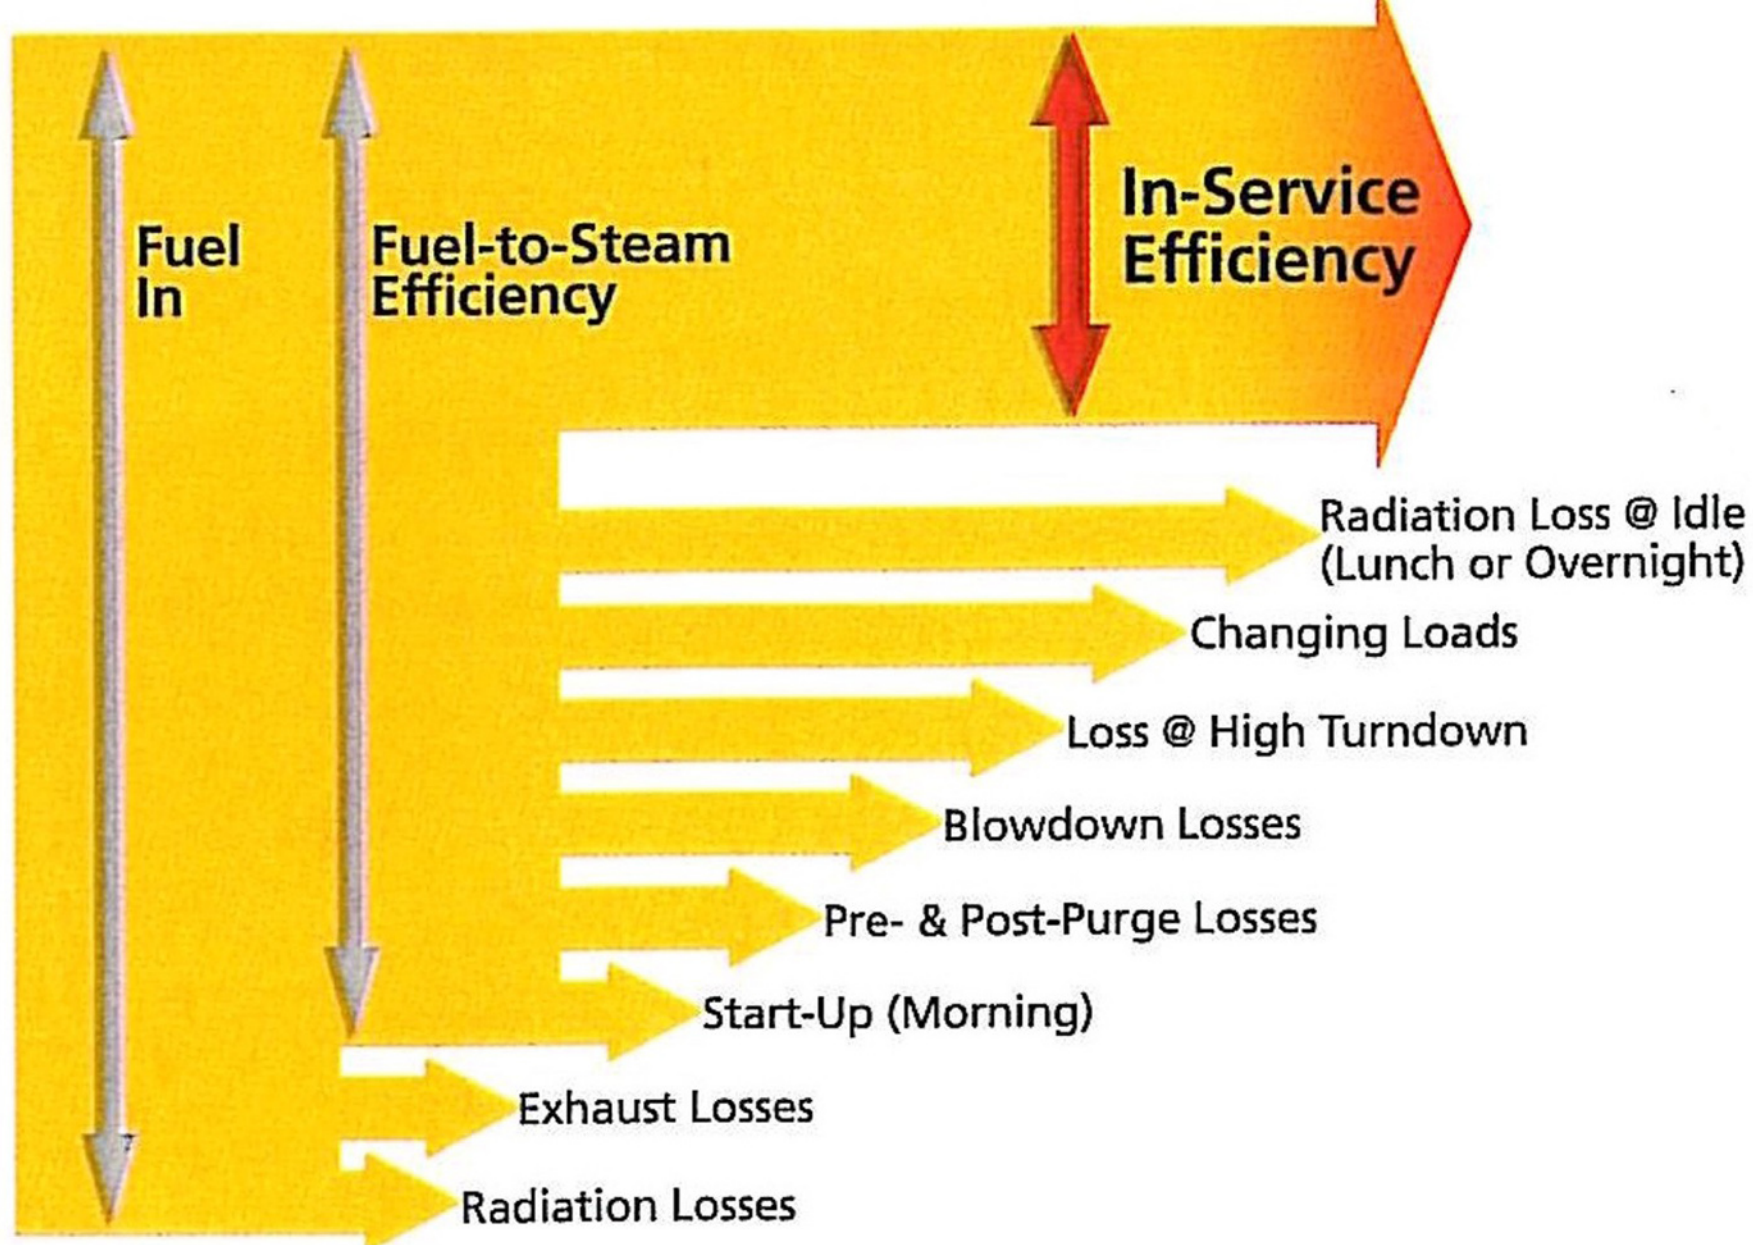 Fuel
In
Fuel-to-Steam
Efficiency
In-Service
Efficiency
Radiation Loss @ Idle
(Lunch or Overnight)
Changing Loads
Loss @ High Turndown
Blowdown Losses
Pre- & Post-Purge Losses
Start-Up (Morning)
Exhaust Losses
Radiation Losses